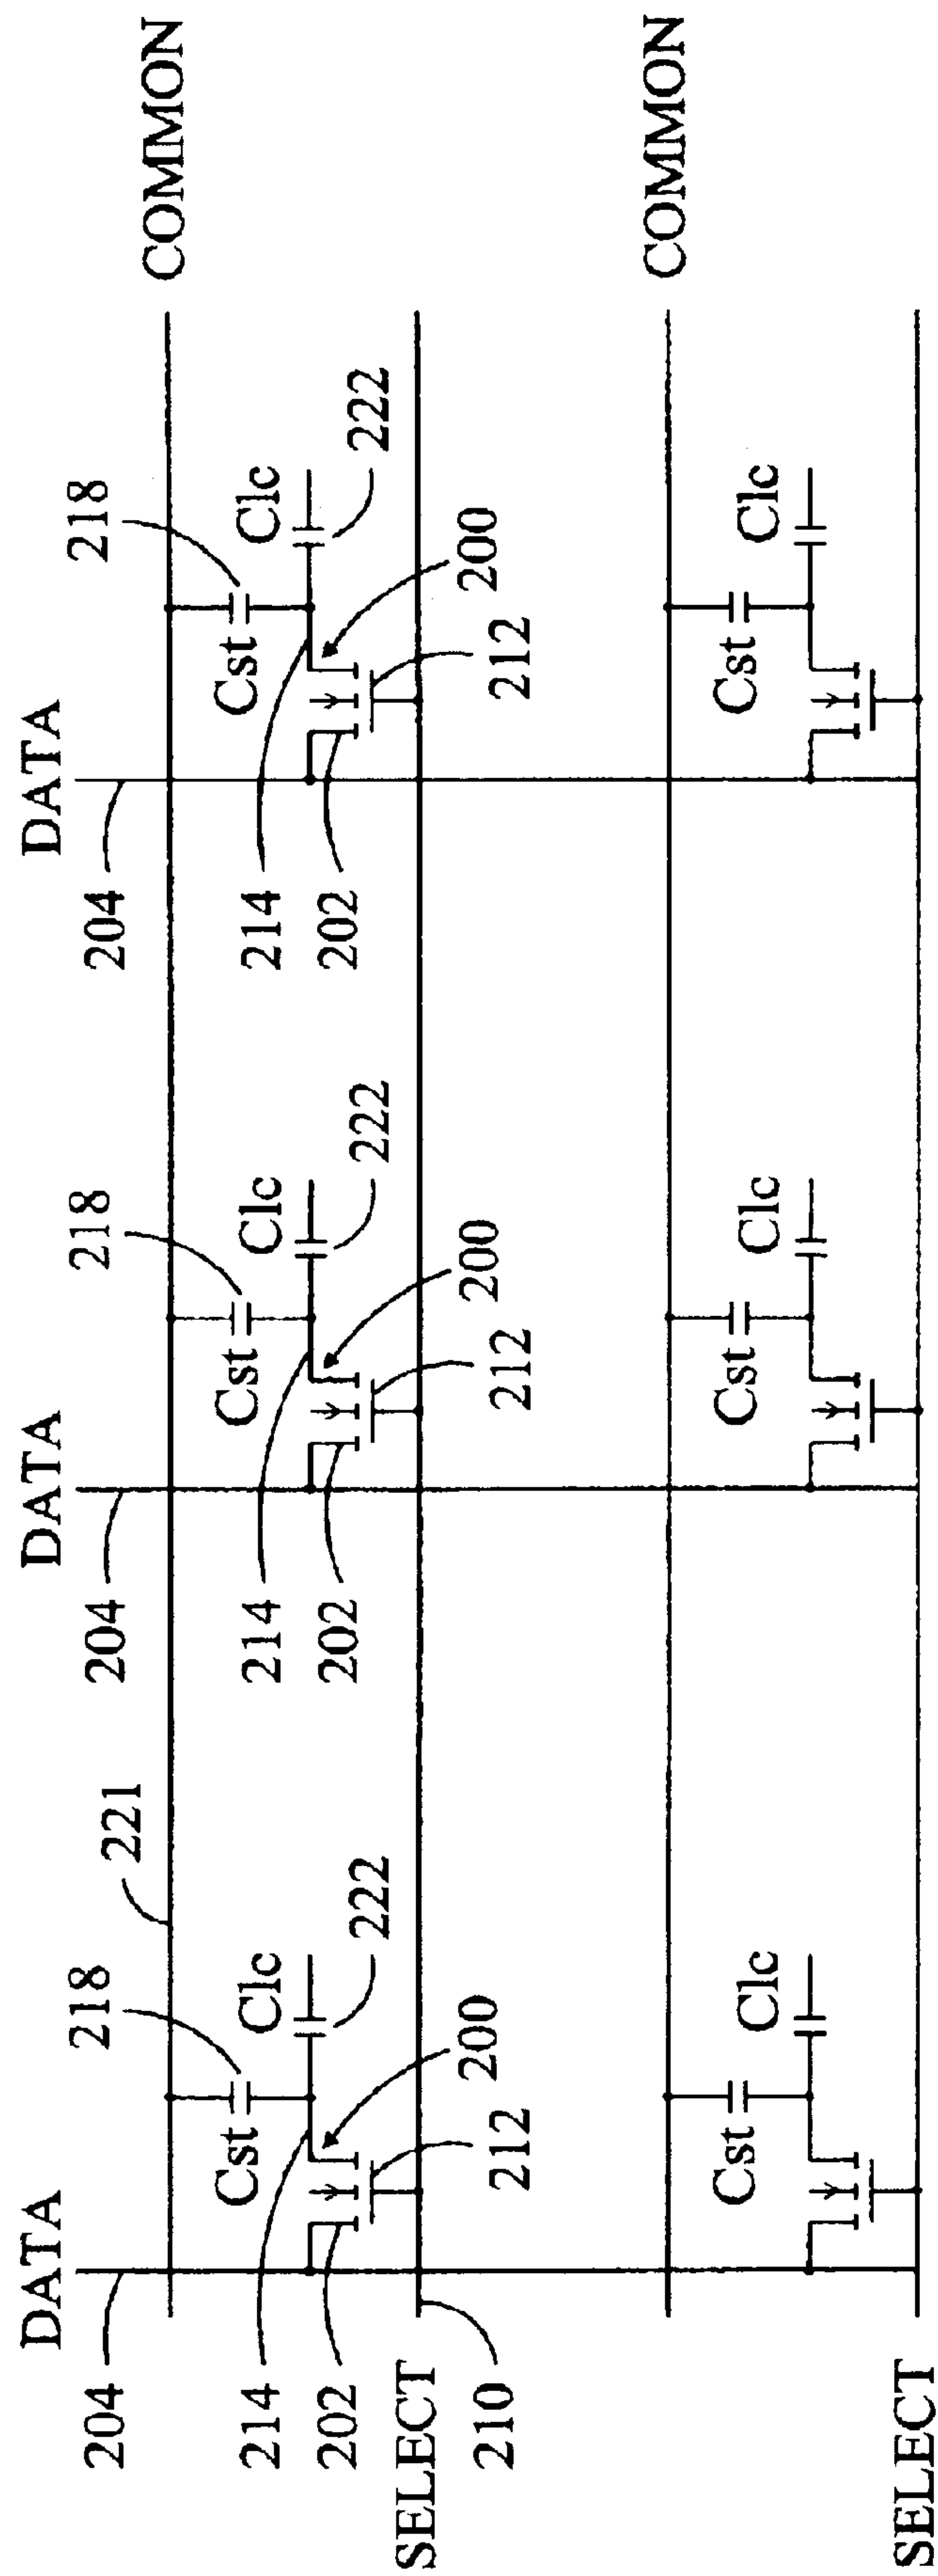 DATA DATA DATA
204 204 204
221
COMMON
218 218 218
Cst Clc Cst Clc Cst Clc
214 214 214
222 222 222
202 202 202
200 200 200
212 212 212
SELECT
210
COMMON
Cst Clc Cst Clc Cst Clc
SELECT